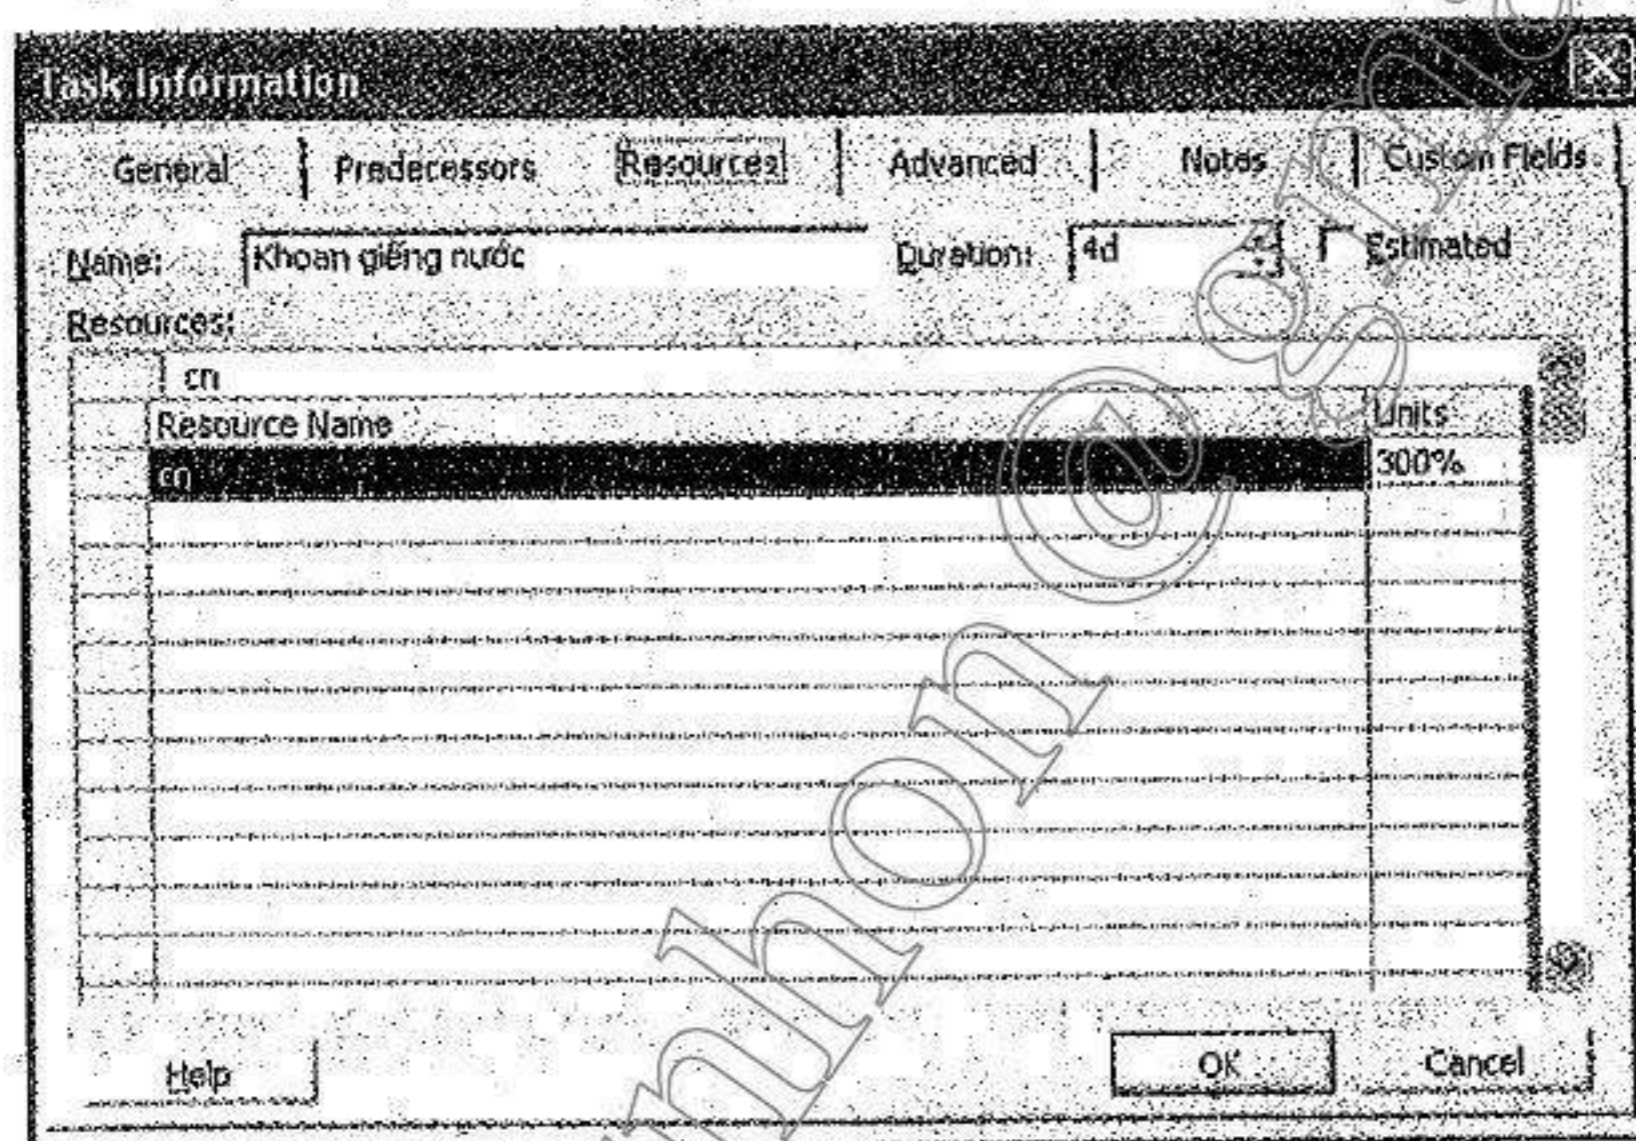 Task Information
General Predecessors Resources Advanced Notes Custom Fields
Name: Khoan giếng nước Duration: 4d Estimated
Resources:
cn
Resource Name Units
cn 300%
Help OK Cancel